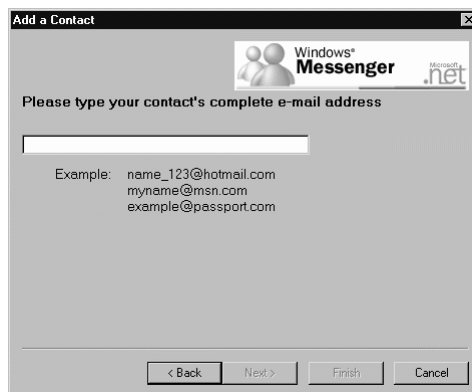 Add a Contact
Windows®
Messenger
Microsoft
.net
Please type your contact's complete e-mail address
Example: name_123@hotmail.com
myname@msn.com
example@passport.com
< Back Next > Finish Cancel